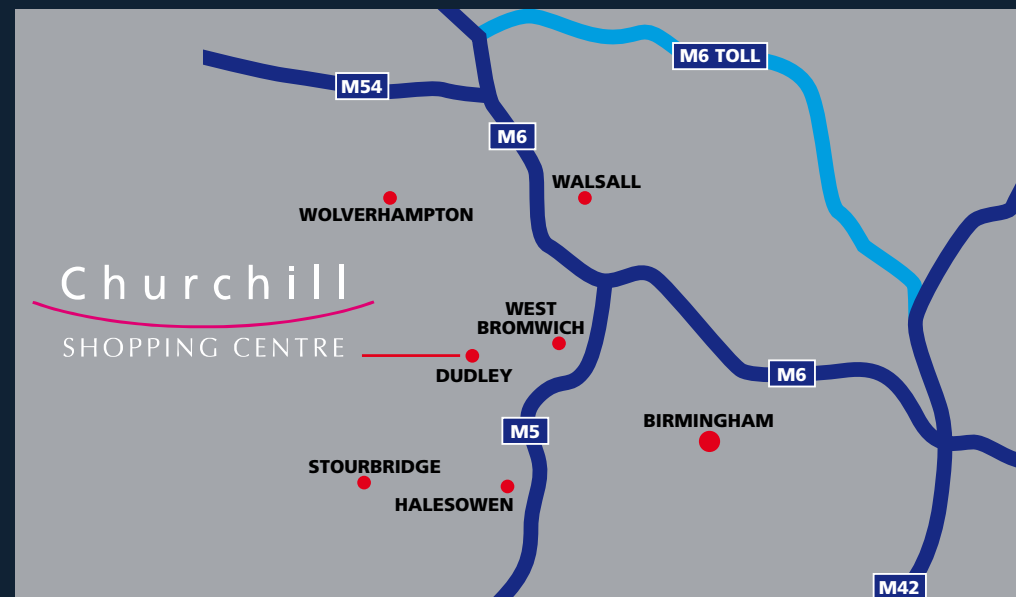 M6 TOLL
M54
M6
WALSALL
WOLVERHAMPTON
Churchill
SHOPPING CENTRE
WEST
BROMWICH
DUDLEY
M6
BIRMINGHAM
M5
STOURBRIDGE
HALESOWEN
M42